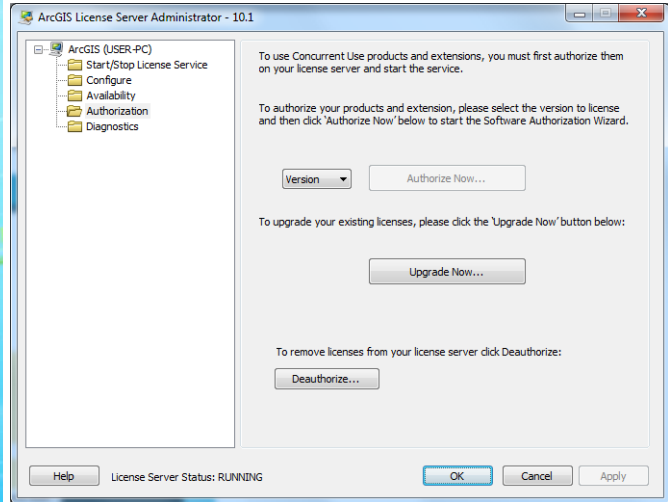 ArcGIS License Server Administrator - 10.1
ArcGIS (USER-PC)
Start/Stop License Service
Configure
Availability
Authorization
Diagnostics
To use Concurrent Use products and extensions, you must first authorize them
on your license server and start the service.
To authorize your products and extension, please select the version to license
and then click 'Authorize Now' below to start the Software Authorization Wizard.
Version
Authorize Now...
To upgrade your existing licenses, please click the 'Upgrade Now' button below:
Upgrade Now...
To remove licenses from your license server click Deauthorize:
Deauthorize...
Help
License Server Status: RUNNING
OK
Cancel
Apply